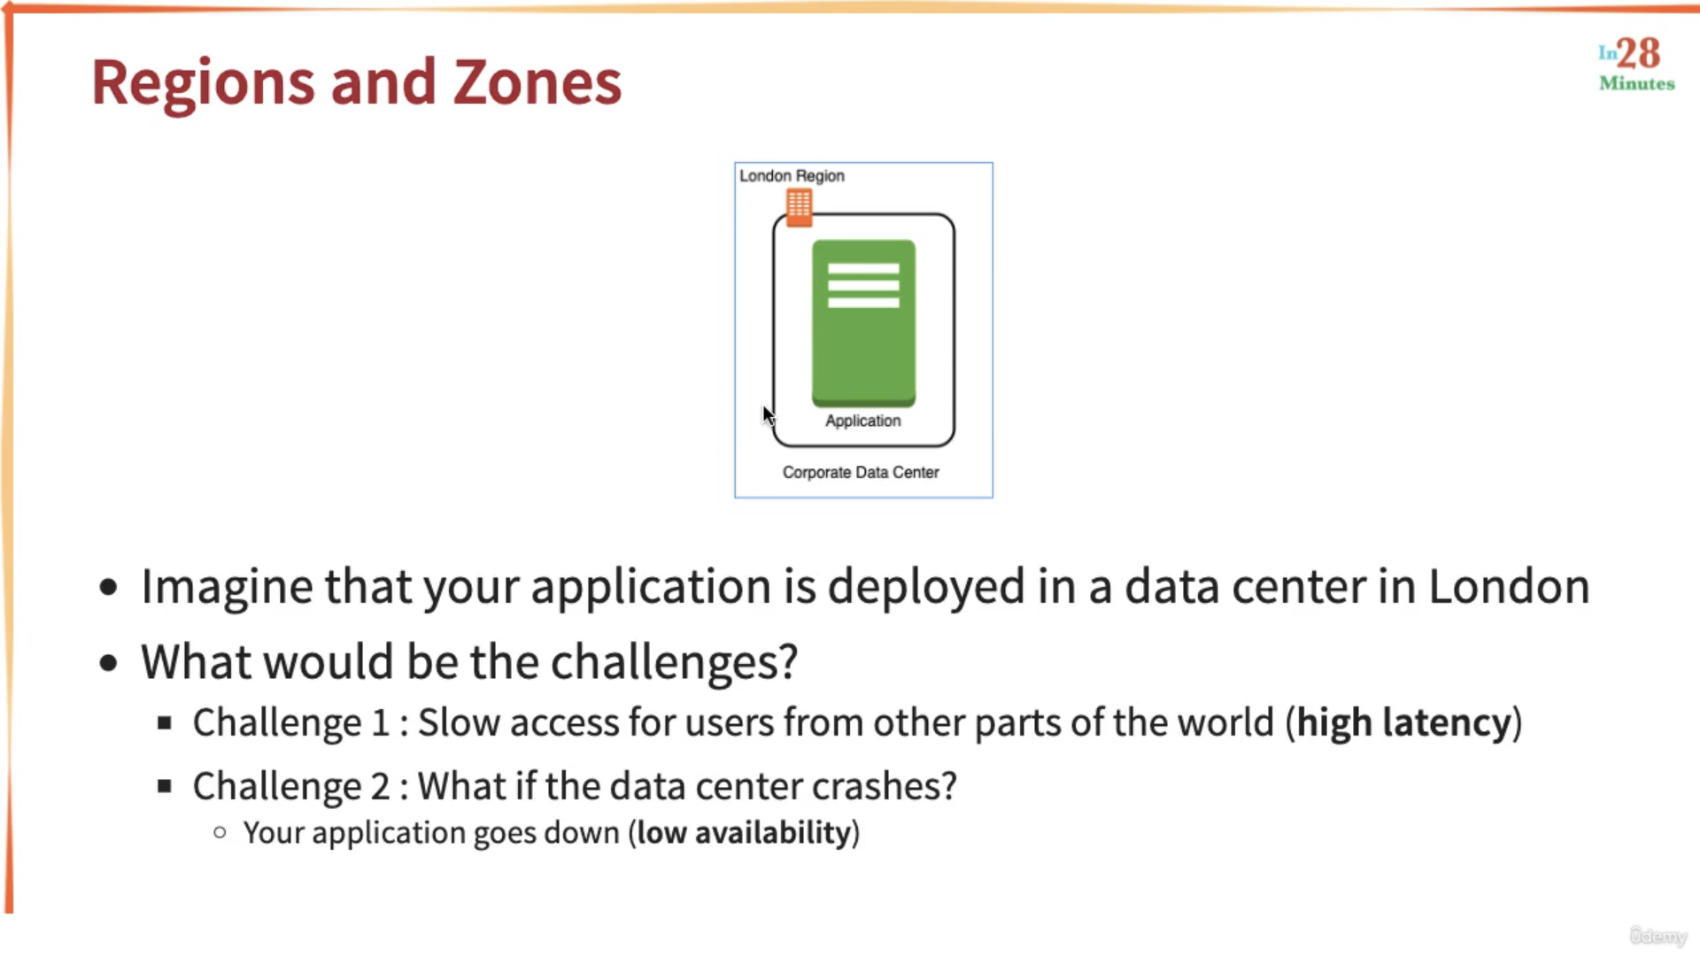 Regions and Zones
In28
Minutes
London Region
Application
Corporate Data Center
• Imagine that your application is deployed in a data center in London
• What would be the challenges?
▪ Challenge 1 : Slow access for users from other parts of the world (high latency)
▪ Challenge 2 : What if the data center crashes?
○ Your application goes down (low availability)
Udemy